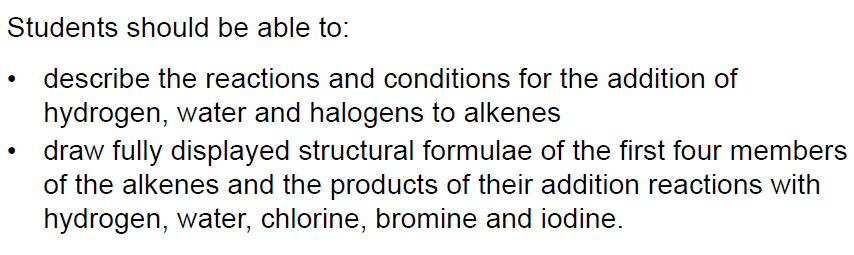 Students should be able to:
• describe the reactions and conditions for the addition of
hydrogen, water and halogens to alkenes
• draw fully displayed structural formulae of the first four members
of the alkenes and the products of their addition reactions with
hydrogen, water, chlorine, bromine and iodine.